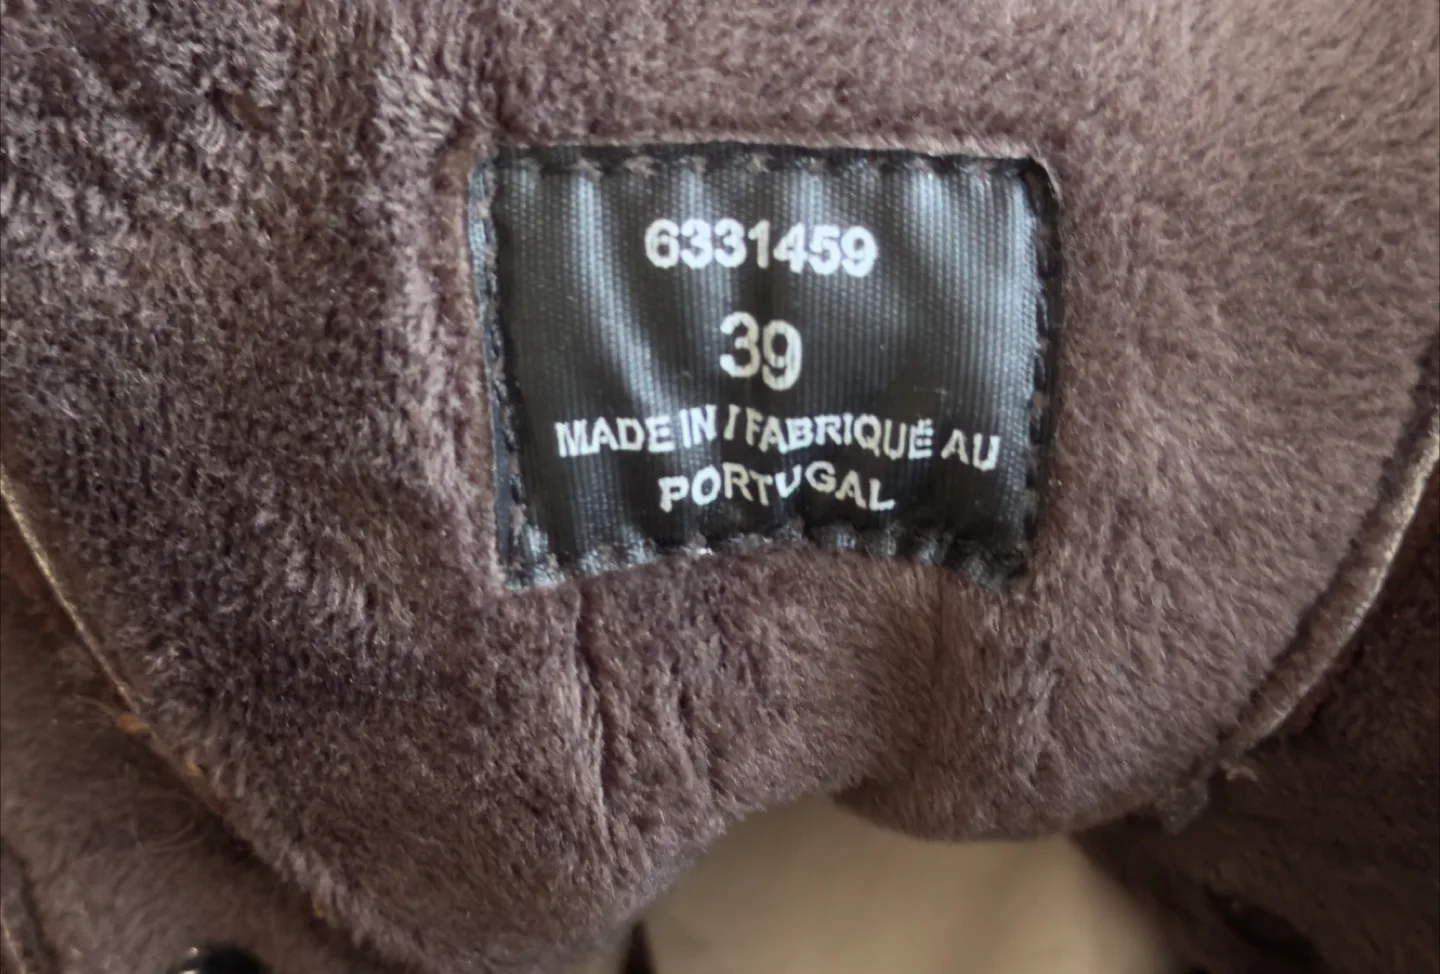 6331459
39
MADE IN / FABRIQUÉ AU
PORTUGAL